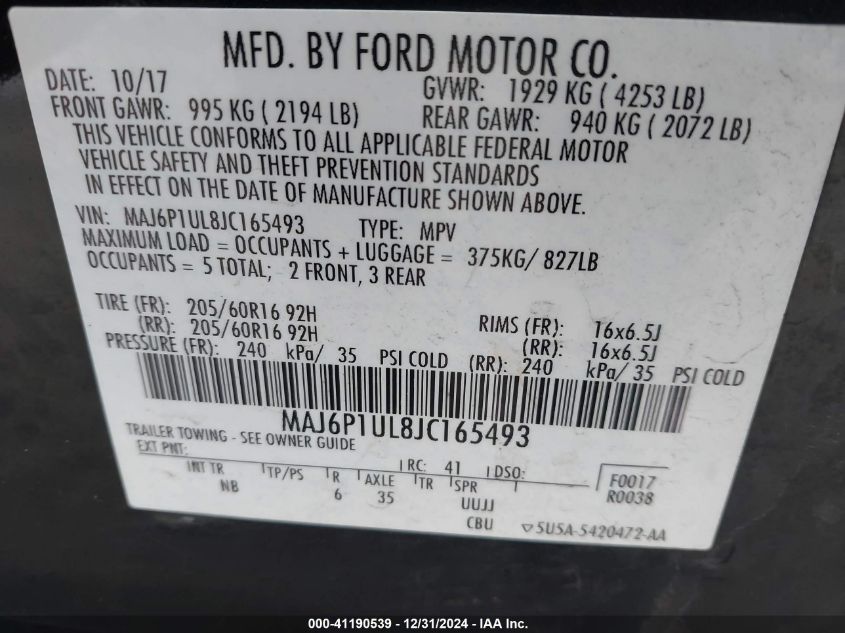 MFD. BY FORD MOTOR CO.
DATE: 10/17 GVWR: 1929 KG ( 4253 LB)
FRONT GAWR: 995 KG ( 2194 LB) REAR GAWR: 940 KG ( 2072 LB)
THIS VEHICLE CONFORMS TO ALL APPLICABLE FEDERAL MOTOR
VEHICLE SAFETY AND THEFT PREVENTION STANDARDS
IN EFFECT ON THE DATE OF MANUFACTURE SHOWN ABOVE.
VIN: MAJ6P1UL8JC165493 TYPE: MPV
MAXIMUM LOAD = OCCUPANTS + LUGGAGE = 375KG/ 827LB
OCCUPANTS = 5 TOTAL; 2 FRONT, 3 REAR
TIRE (FR): 205/60R16 92H RIMS (FR): 16x6.5J
(RR): 205/60R16 92H (RR): 16x6.5J
PRESSURE (FR): 240 kPa/ 35 PSI COLD (RR): 240 kPa/ 35 PSI COLD
MAJ6P1UL8JC165493
TRAILER TOWING - SEE OWNER GUIDE
EXT PNT: RC: 41 DSO:
INT TR TP/PS R AXLE TR SPR F0017
NB 6 35 UUJJ R0038
CBU 5U5A-5420472-AA
000-41190539 - 12/31/2024 - IAA Inc.